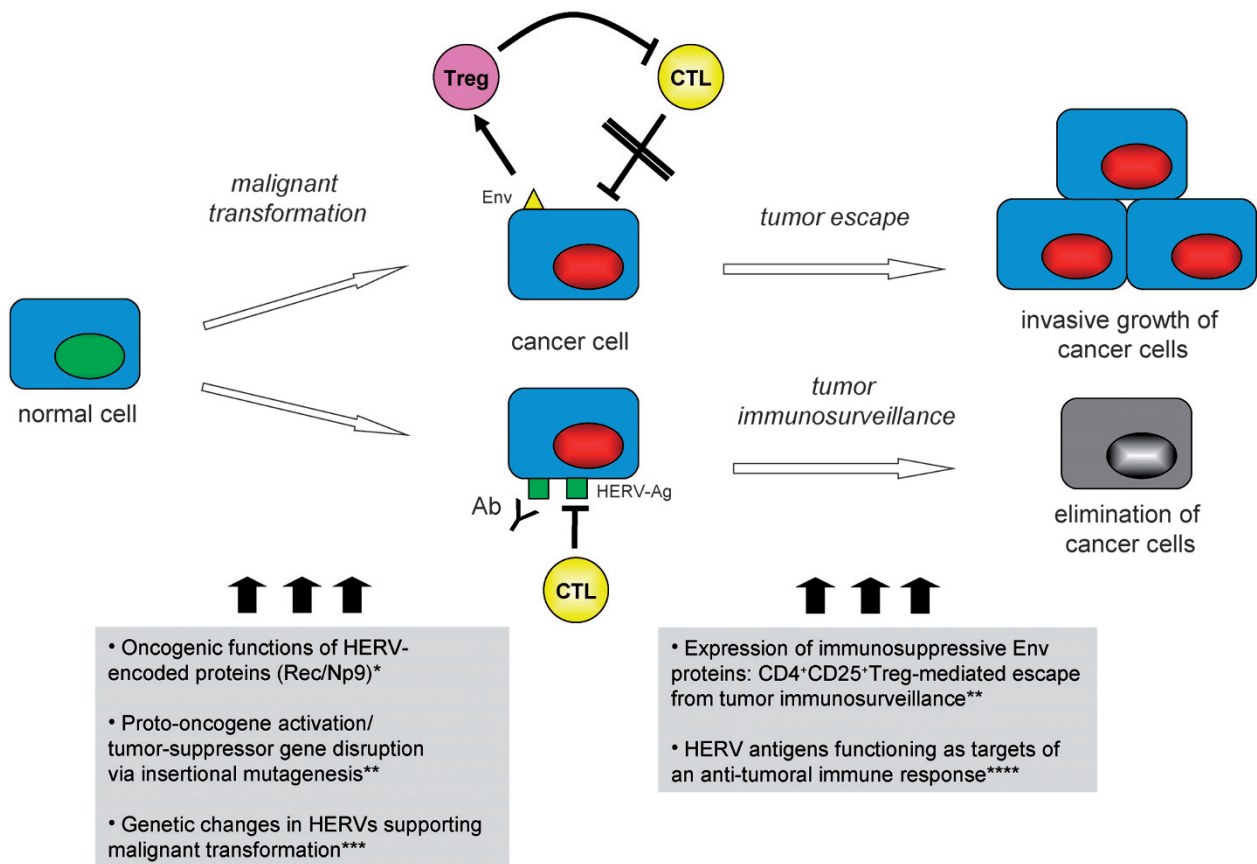 Treg
CTL
malignant
transformation
Env
tumor escape
cancer cell
invasive growth of
cancer cells
normal cell
tumor
immunosurveillance
HERV-Ag
Ab
CTL
elimination of
cancer cells
• Oncogenic functions of HERV-
encoded proteins (Rec/Np9)*
• Proto-oncogene activation/
tumor-suppressor gene disruption
via insertional mutagenesis**
• Genetic changes in HERVs supporting
malignant transformation***
• Expression of immunosuppressive Env
proteins: CD4⁺CD25⁺Treg-mediated escape
from tumor immunosurveillance**
• HERV antigens functioning as targets of
an anti-tumoral immune response****